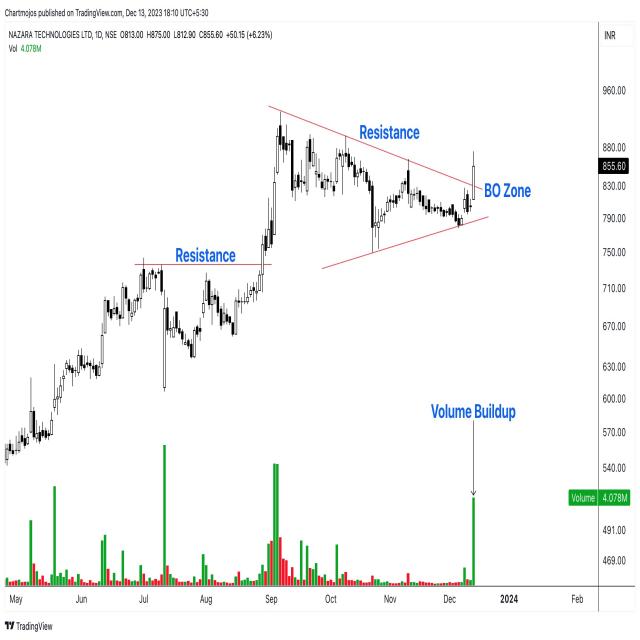 Chartmojos published on TradingView.com, Dec 13, 2023 18:10 UTC+5:30
NAZARA TECHNOLOGIES LTD, 1D, NSE O813.00 H875.00 L812.90 C855.60 +50.15 (+6.23%)
INR
Vol 4.078M
960.00
Resistance
880.00
855.60
830.00
BO Zone
790.00
Resistance
750.00
710.00
670.00
630.00
600.00
Volume Buildup
570.00
540.00
Volume 4.078M
491.00
469.00
May Jun Jul Aug Sep Oct Nov Dec 2024 Feb
TradingView